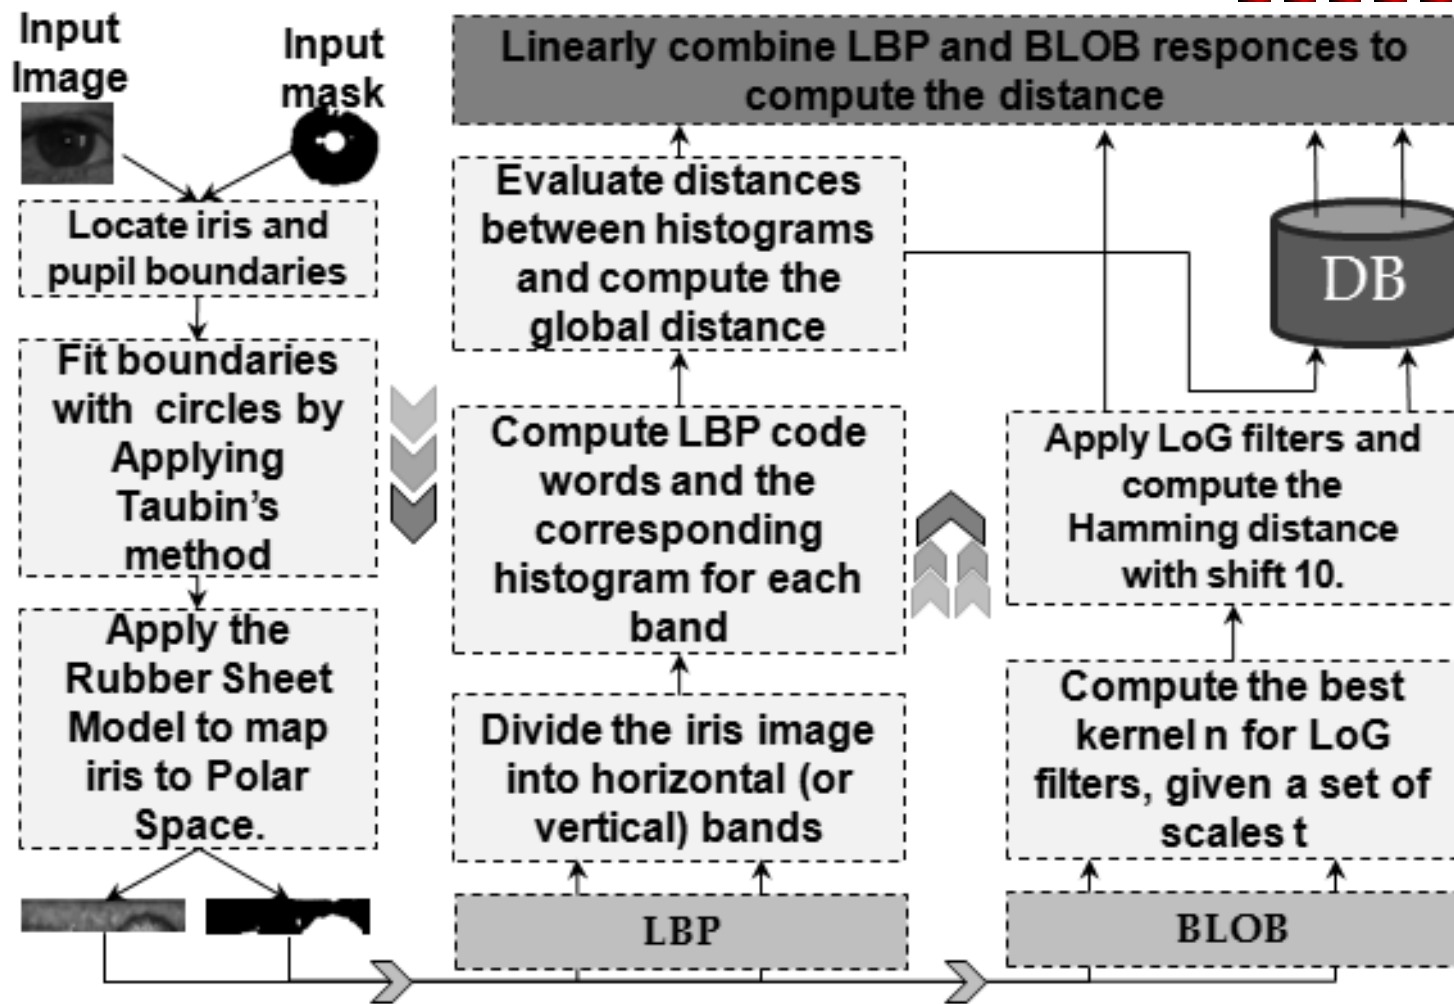 Input
Image
Input
mask
Locate iris and
pupil boundaries
Fit boundaries
with circles by
Applying
Taubin’s
method
Apply the
Rubber Sheet
Model to map
iris to Polar
Space.
Linearly combine LBP and BLOB responces to
compute the distance
Evaluate distances
between histograms
and compute the
global distance
Compute LBP code
words and the
corresponding
histogram for each
band
Divide the iris image
into horizontal (or
vertical) bands
LBP
DB
Apply LoG filters and
compute the
Hamming distance
with shift 10.
Compute the best
kernel n for LoG
filters, given a set of
scales t
BLOB